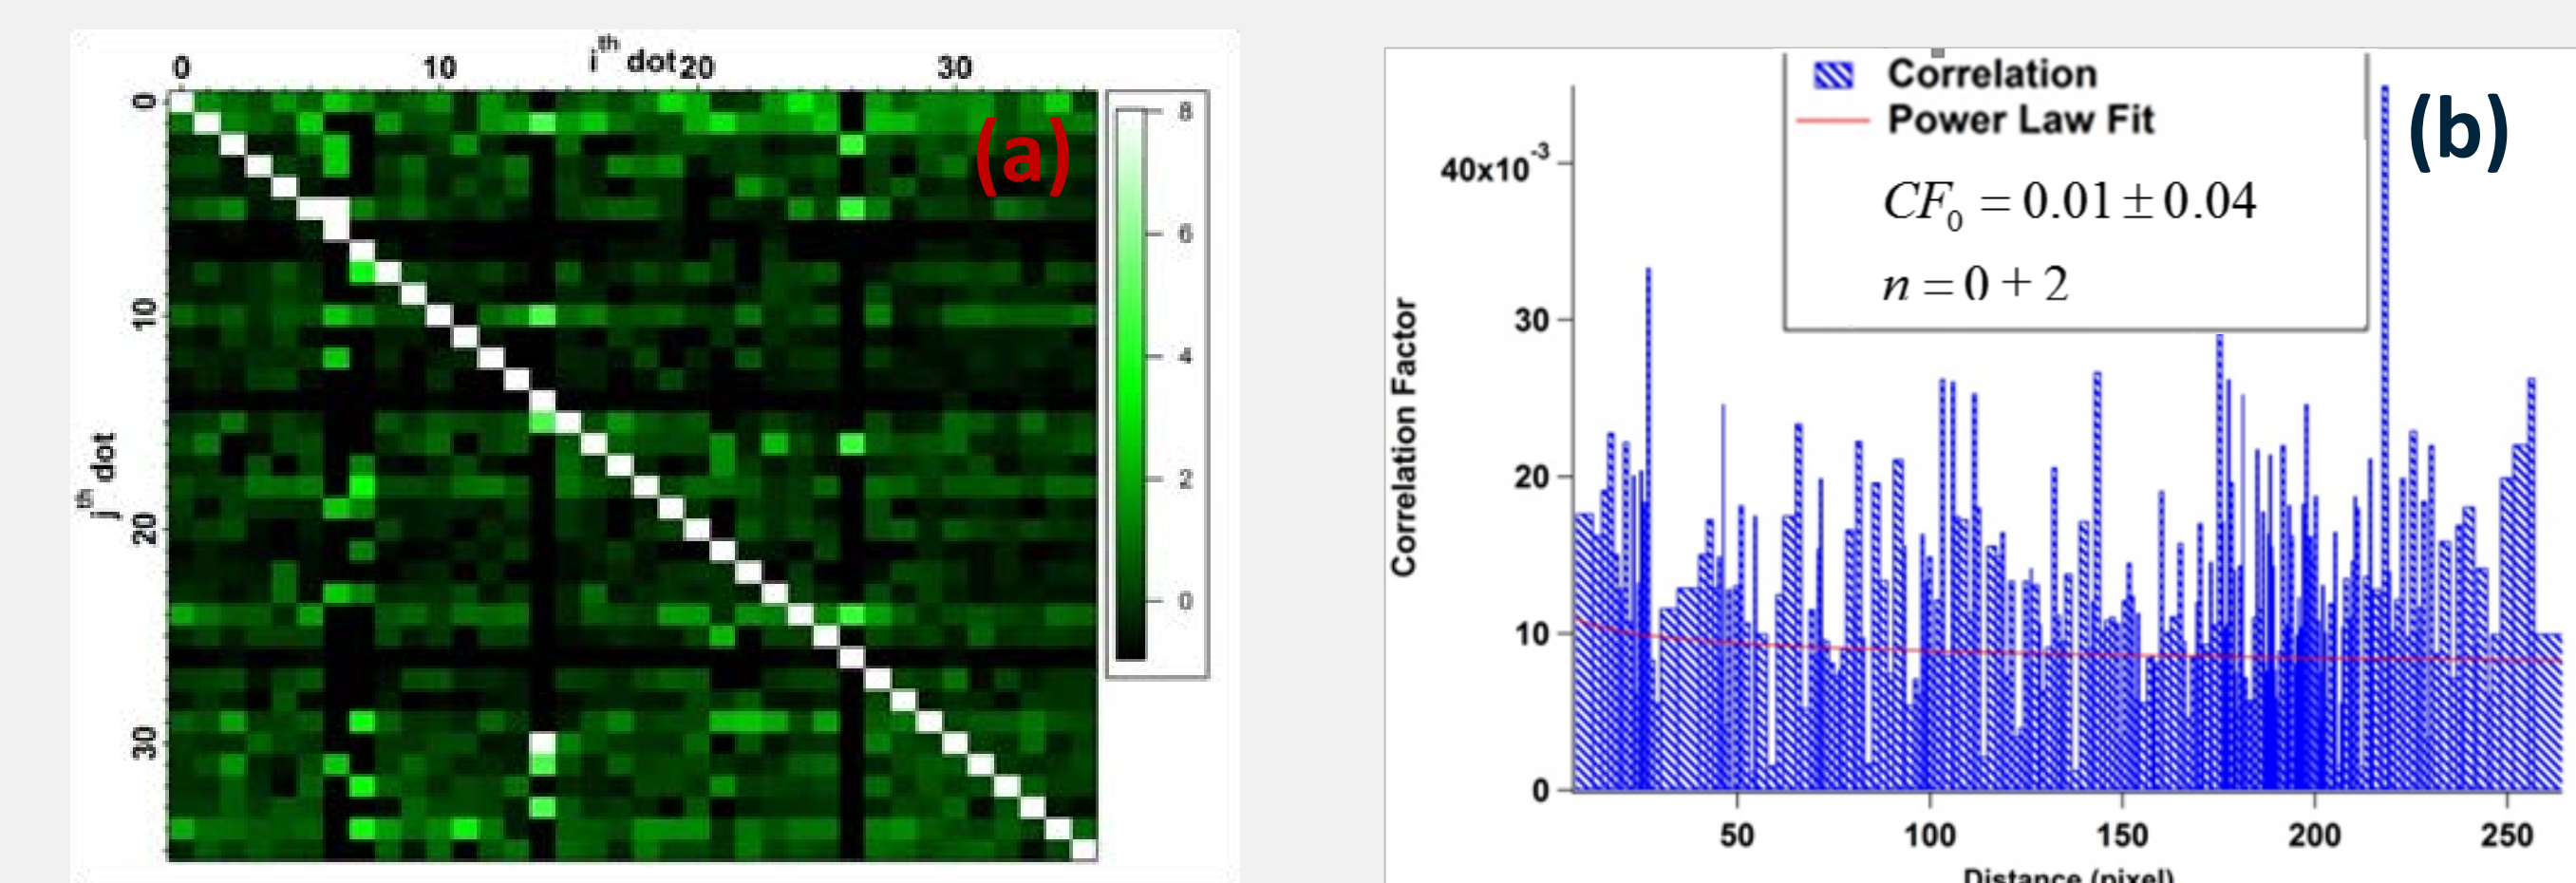 i^th dot
0 10 20 30
(a)
0
10
20
30
j^th dot
8
6
4
2
0
Correlation
Power Law Fit
CF₀ = 0.01 ± 0.04
n = 0 + 2
(b)
Correlation Factor
40x10^-3
30
20
10
0
50 100 150 200 250
Distance (pixel)